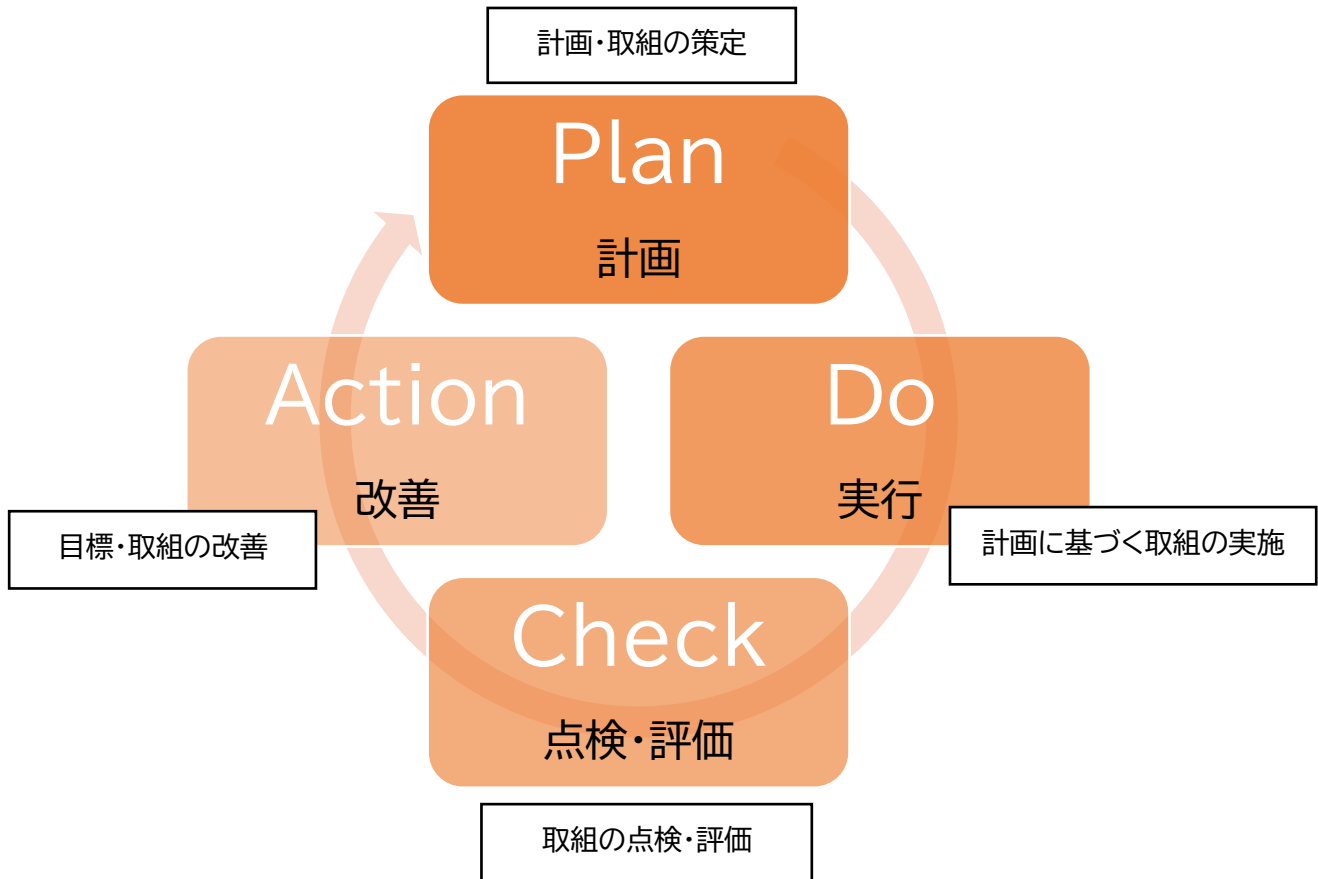 計画・取組の策定
Plan
計画
Action
改善
目標・取組の改善
Do
実行
計画に基づく取組の実施
Check
点検・評価
取組の点検・評価